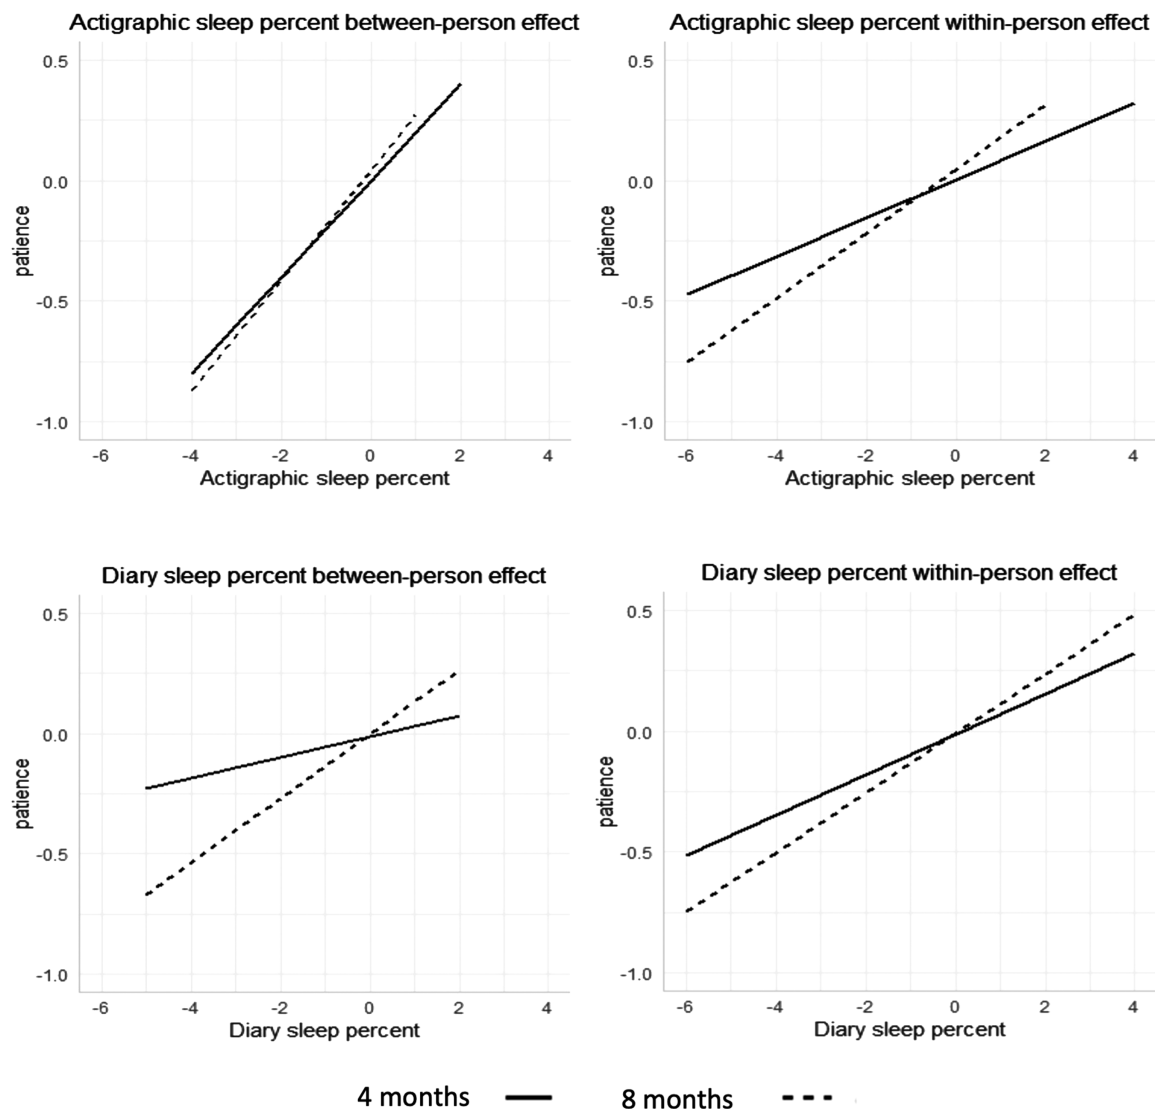 Actigraphic sleep percent between-person effect
0.5
0.0
-0.5
-1.0
patience
-6 -4 -2 0 2 4
Actigraphic sleep percent
Actigraphic sleep percent within-person effect
0.5
0.0
-0.5
-1.0
patience
-6 -4 -2 0 2 4
Actigraphic sleep percent
Diary sleep percent between-person effect
0.5
0.0
-0.5
-1.0
patience
-6 -4 -2 0 2 4
Diary sleep percent
Diary sleep percent within-person effect
0.5
0.0
-0.5
-1.0
patience
-6 -4 -2 0 2 4
Diary sleep percent
4 months 8 months